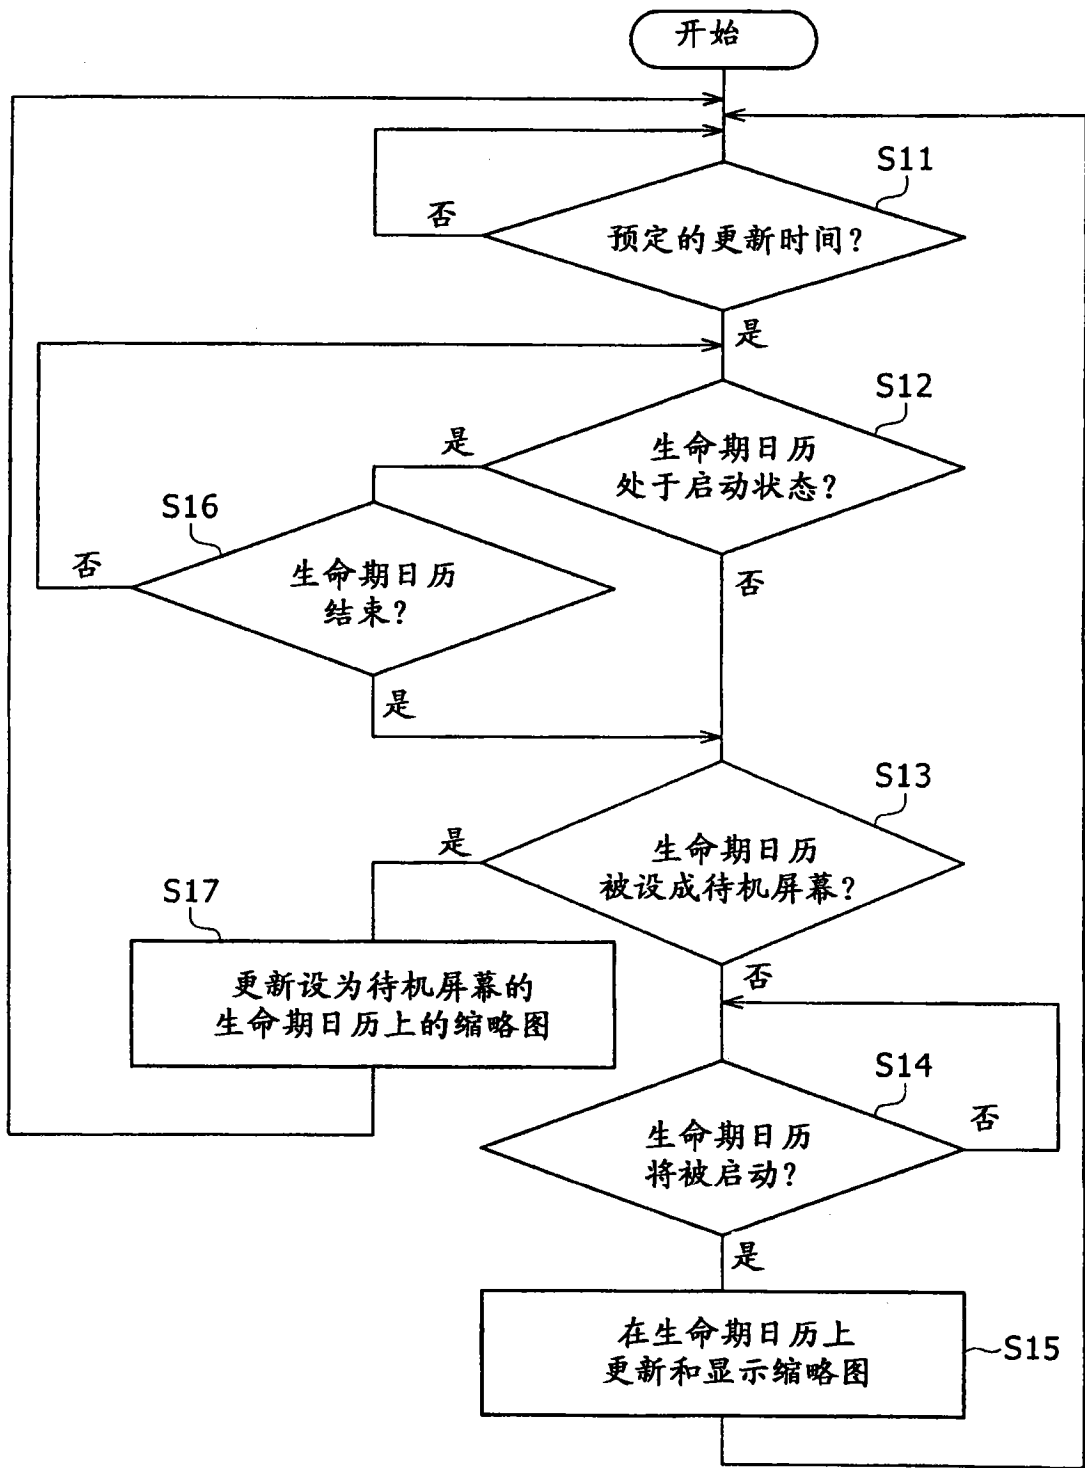 开始
S11
否
预定的更新时间？
是
S12
是
生命期日历
处于启动状态？
S16
否
生命期日历
结束？
否
是
S13
是
生命期日历
被设成待机屏幕？
S17
否
更新设为待机屏幕的
生命期日历上的缩略图
S14
否
生命期日历
将被启动？
是
在生命期日历上
更新和显示缩略图
S15